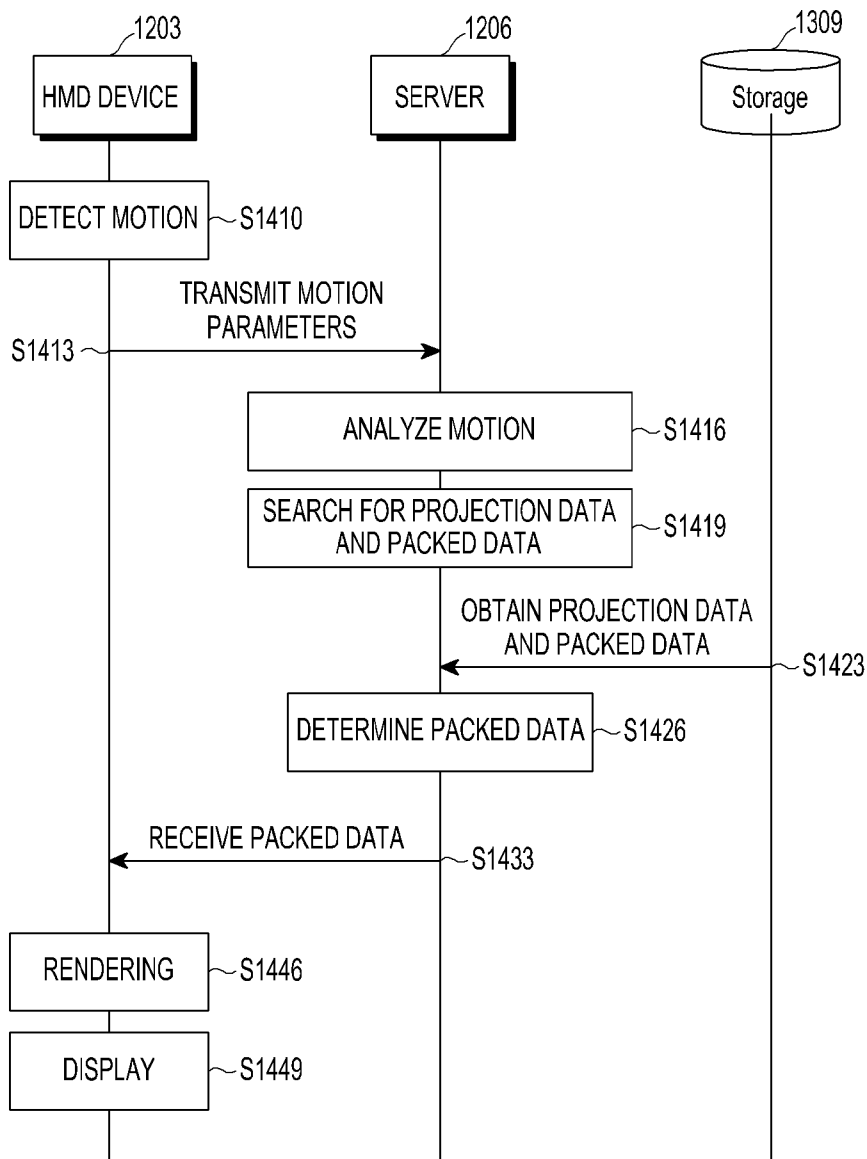 1203
1206
1309
HMD DEVICE
SERVER
Storage
DETECT MOTION
S1410
TRANSMIT MOTION
PARAMETERS
S1413
ANALYZE MOTION
S1416
SEARCH FOR PROJECTION DATA
AND PACKED DATA
S1419
OBTAIN PROJECTION DATA
AND PACKED DATA
S1423
DETERMINE PACKED DATA
S1426
RECEIVE PACKED DATA
S1433
RENDERING
S1446
DISPLAY
S1449